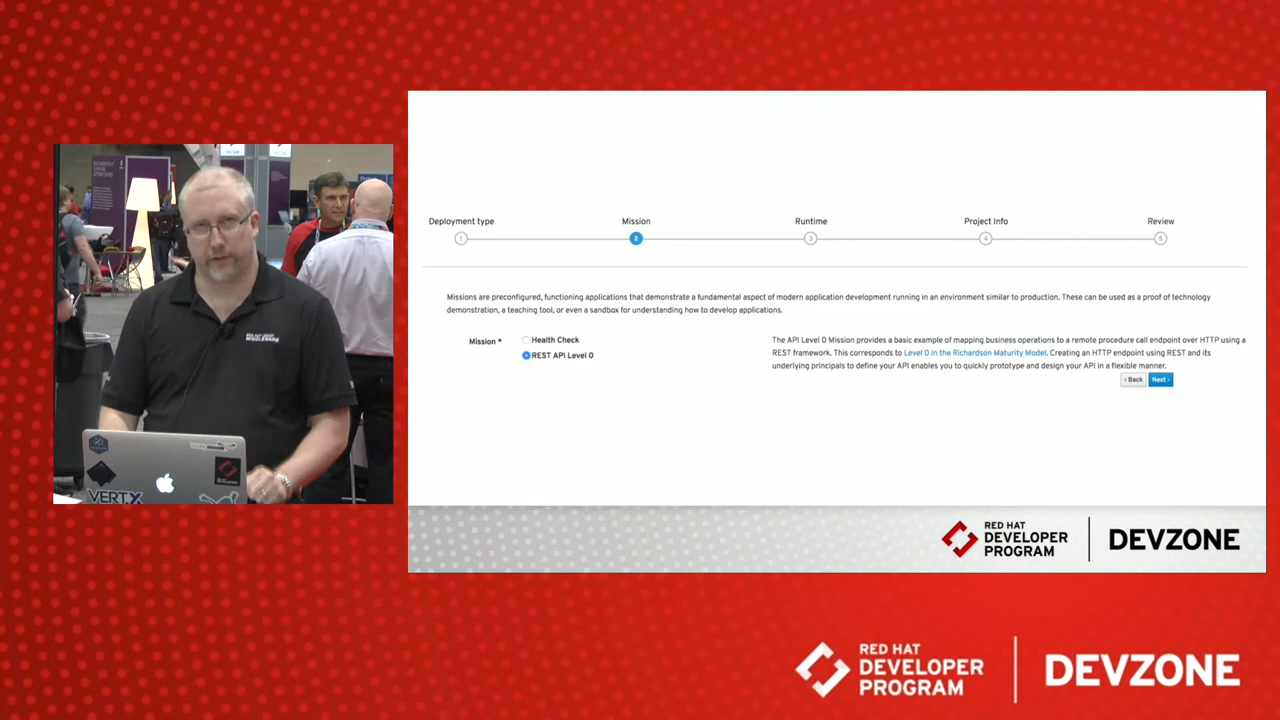 RED HAT JBOSS
MIDDLEWARE
VERT.X
Deployment type
Mission
Runtime
Project Info
Review
1
2
3
4
5
Missions are preconfigured, functioning applications that demonstrate a fundamental aspect of modern application development running in an environment similar to production. These can be used as a proof of technology
demonstration, a teaching tool, or even a sandbox for understanding how to develop applications.
Mission *
Health Check
REST API Level 0
The API Level 0 Mission provides a basic example of mapping business operations to a remote procedure call endpoint over HTTP using a
REST framework. This corresponds to Level 0 in the Richardson Maturity Model. Creating an HTTP endpoint using REST and its
underlying principals to define your API enables you to quickly prototype and design your API in a flexible manner.
‹ Back
Next ›
RED HAT
DEVELOPER
PROGRAM
DEVZONE
RED HAT
DEVELOPER
PROGRAM
DEVZONE